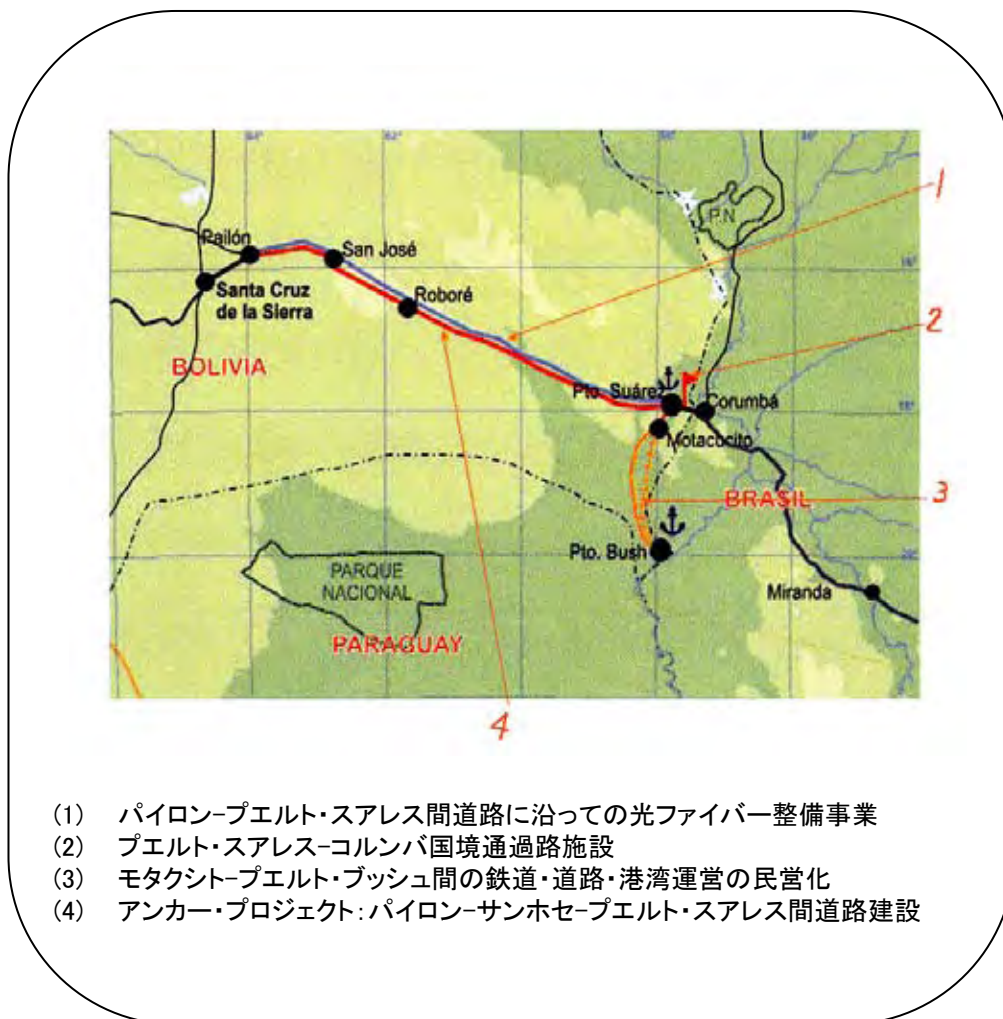 64°
62°
1
P.N
Pailón
San José
Santa Cruz
de la Sierra
Roboré
2
BOLIVIA
Pto. Suárez
Corumbá
18°
Motacucito
BRASIL
3
Pto. Bush
20°
PARQUE
NACIONAL
Miranda
PARAGUAY
4
(1) パイロン-プエルト・スアレス間道路に沿っての光ファイバー整備事業
(2) プエルト・スアレス-コルンバ国境通過路施設
(3) モタクシト-プエルト・ブッシュ間の鉄道・道路・港湾運営の民営化
(4) アンカー・プロジェクト：パイロン-サンホセ-プエルト・スアレス間道路建設